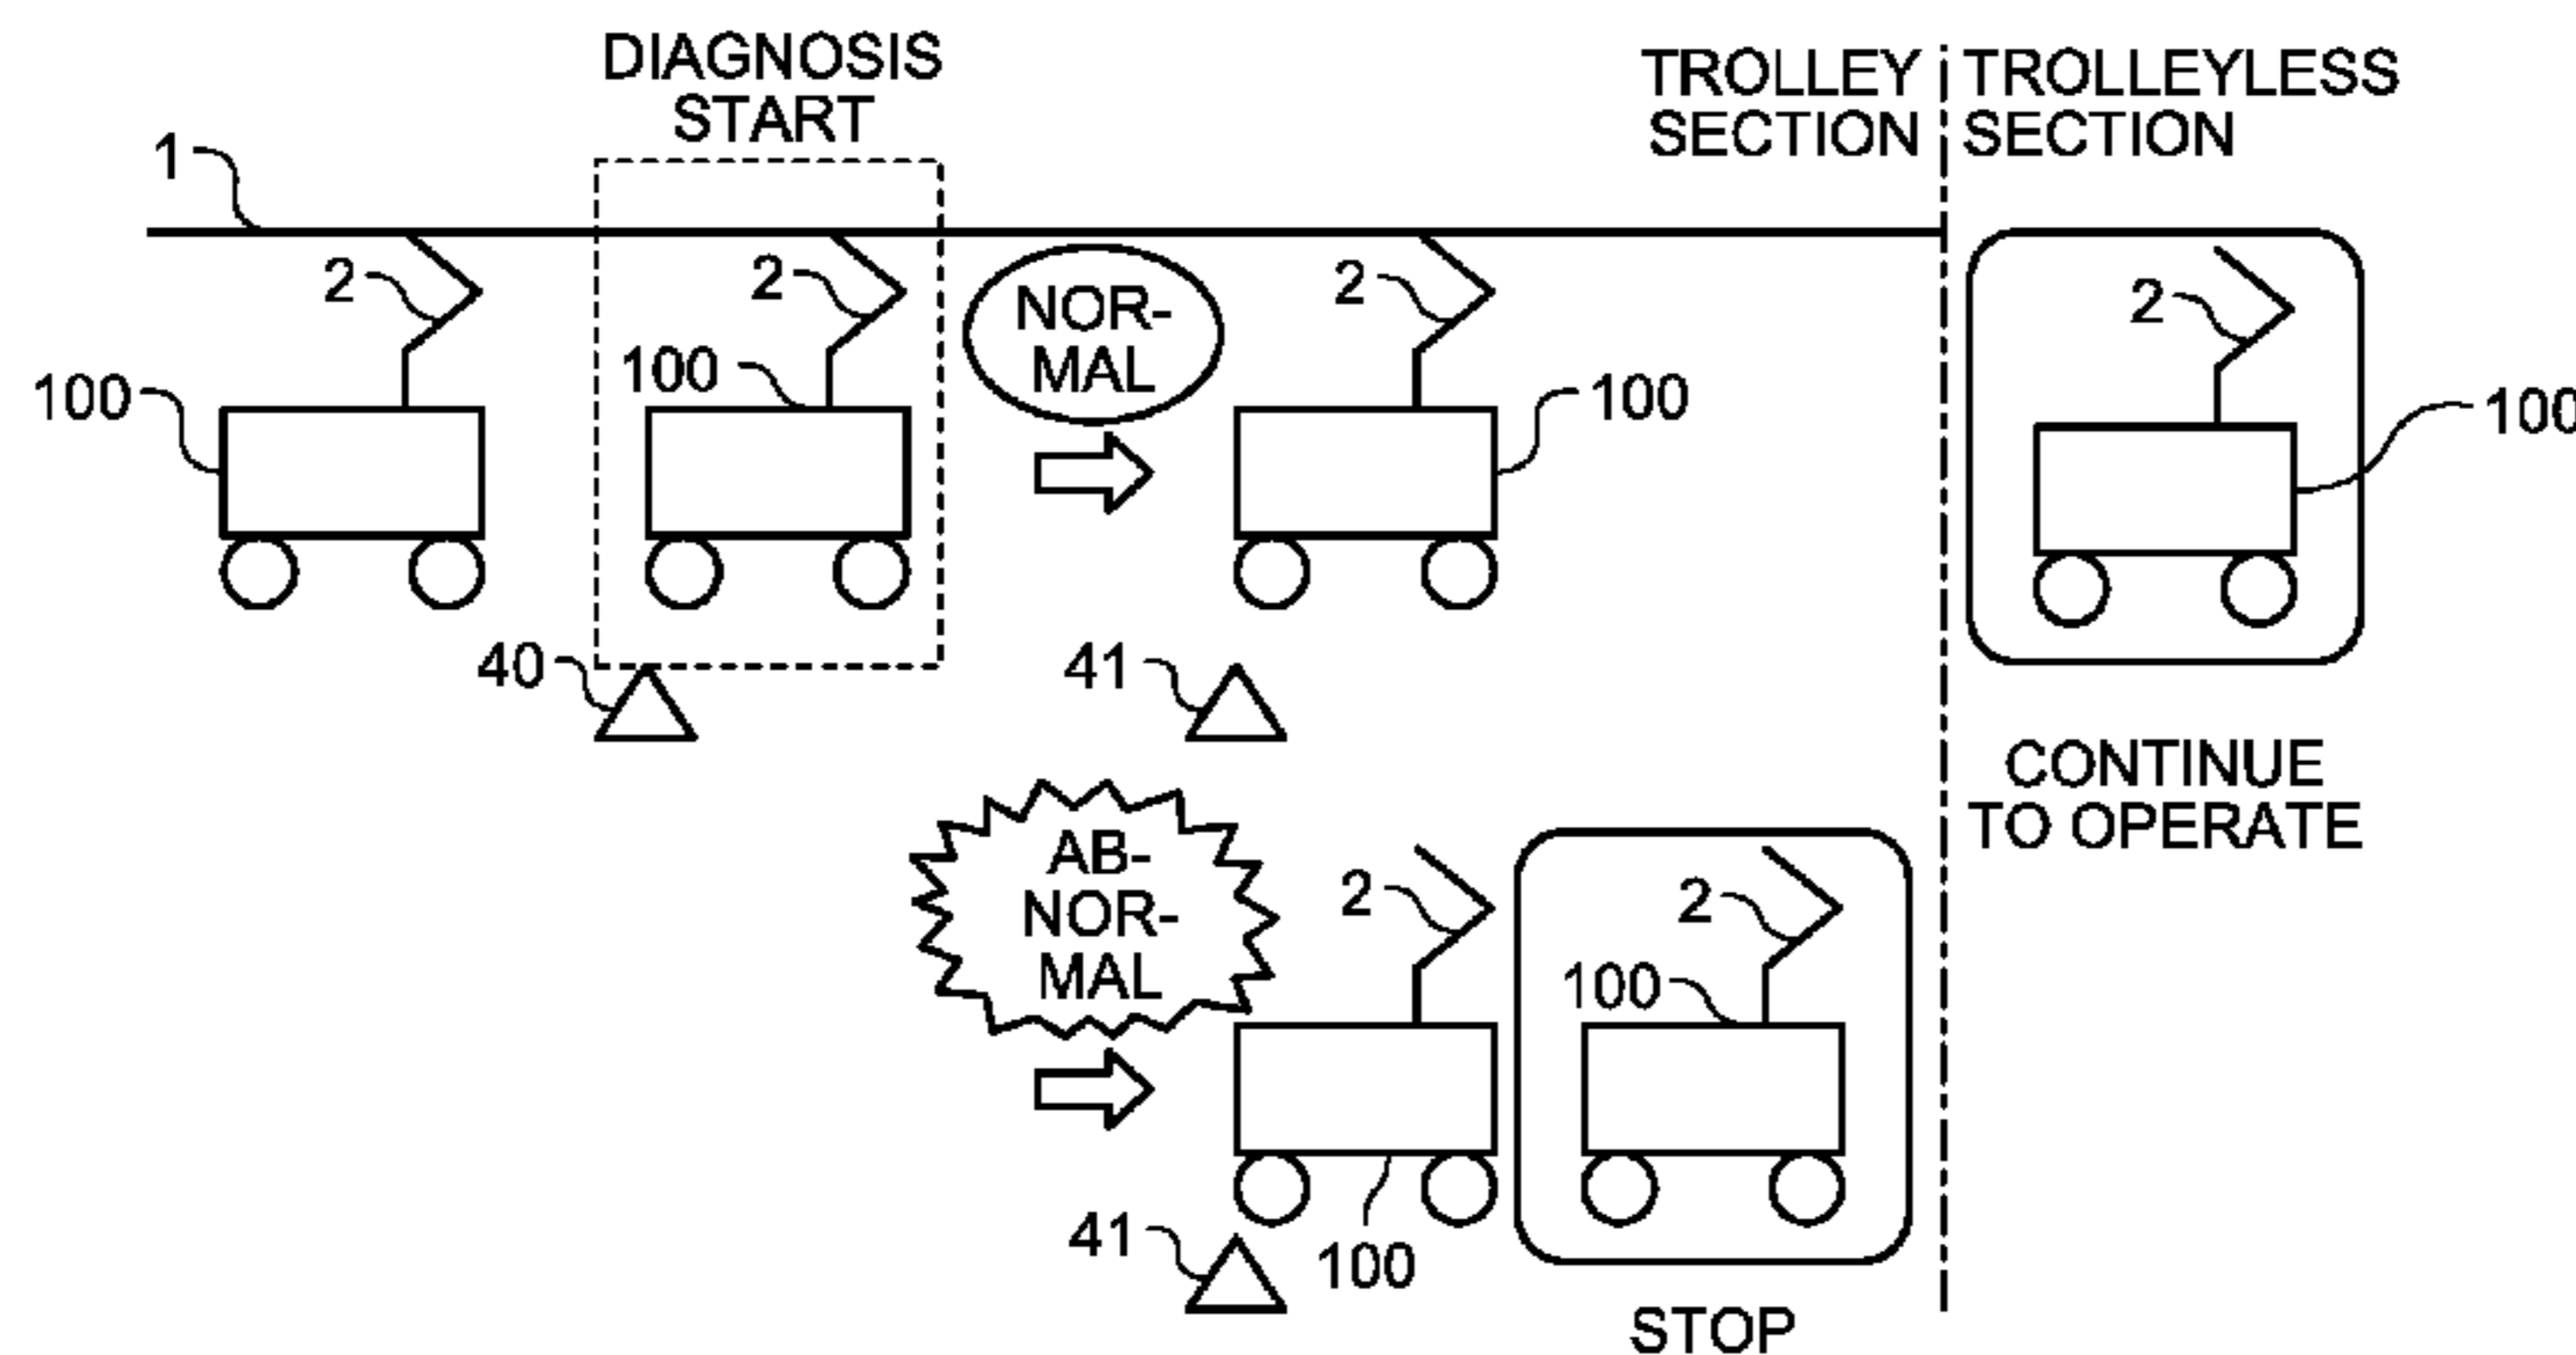 DIAGNOSIS
START
TROLLEY
SECTION
TROLLEYLESS
SECTION
1
2
2
2
2
NOR-
MAL
100
100
100
100
40
41
CONTINUE
TO OPERATE
AB-
NOR-
MAL
2
2
100
41
100
STOP